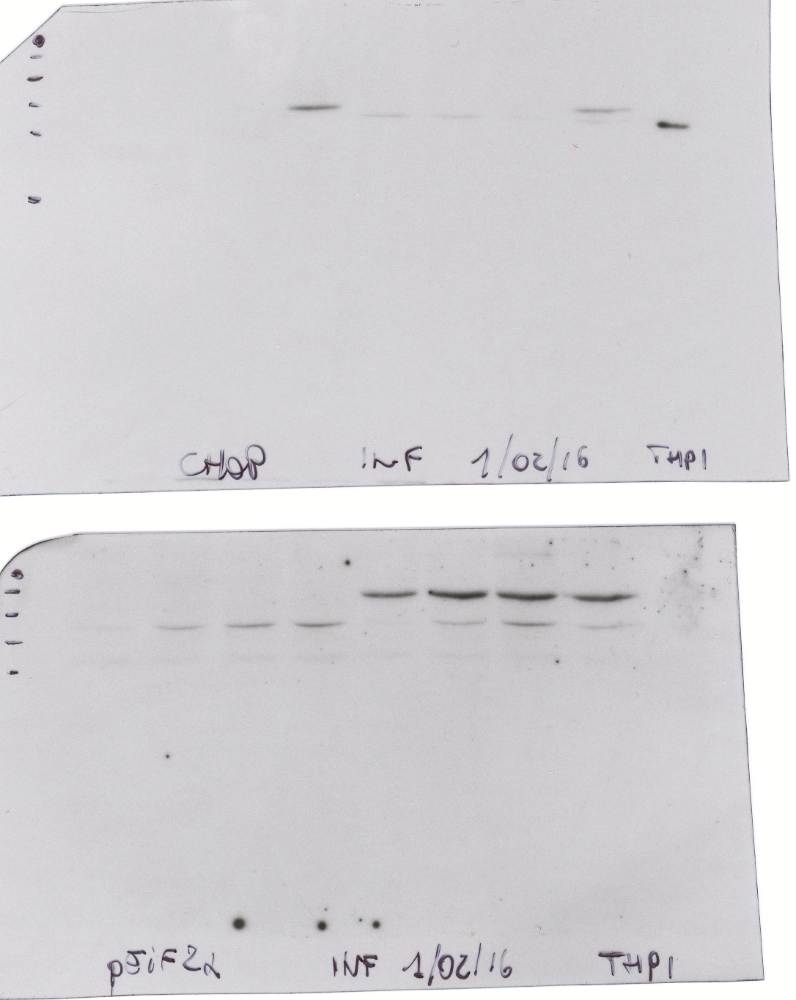 CHOP INF 1/02/16 THP1
pEiF2α INF 1/02/16 THP1